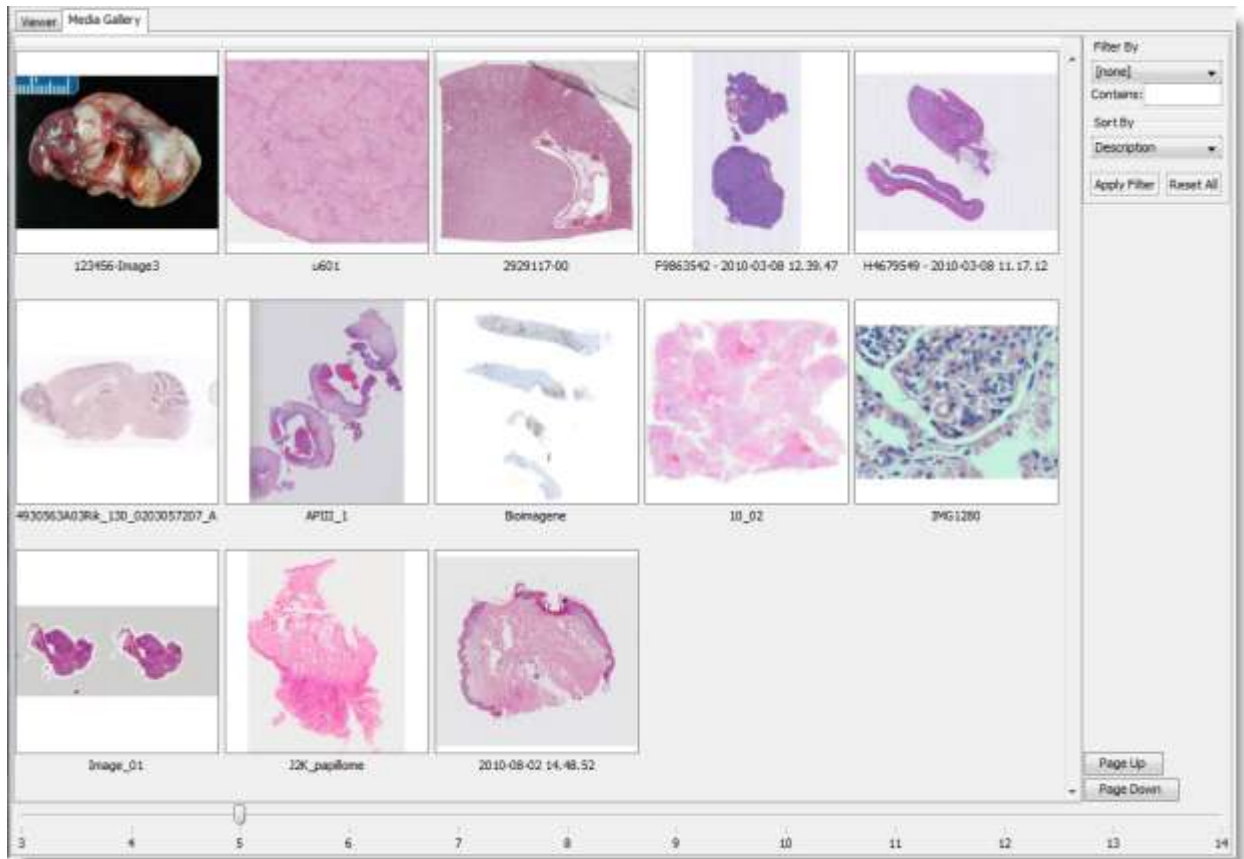 Viewer Media Gallery
Filter By
[none]
Contains:
Sort By
Description
Apply Filter Reset All
123456-Image3 u601 2929117-00 F9863542 - 2010-03-08 12.39.47 H4679549 - 2010-03-08 11.17.12
4930563A03Rik_130_0203057207_A APIII_1 Bioimagene 10_02 IMG1280
Image_01 J2K_papillome 2010-08-02 14.48.52
Page Up
Page Down
3 4 5 6 7 8 9 10 11 12 13 14